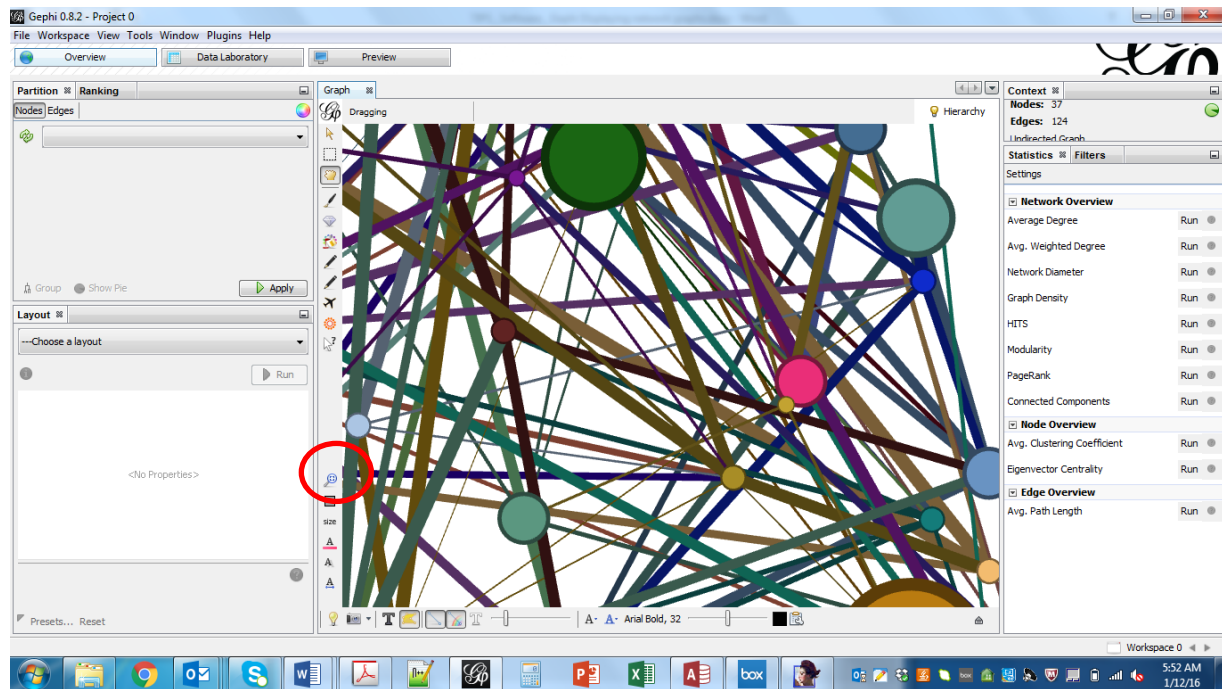 Gephi 0.8.2 - Project 0
File Workspace View Tools Window Plugins Help
Overview Data Laboratory Preview
Partition Ranking
Nodes Edges
Group Show Pie Apply
Layout
---Choose a layout
Run
<No Properties>
Presets... Reset
Graph
Dragging Hierarchy
size
A
A
A
T T A- A- Arial Bold, 32
Context
Nodes: 37
Edges: 124
Undirected Graph
Statistics Filters
Settings
Network Overview
Average Degree Run
Avg. Weighted Degree Run
Network Diameter Run
Graph Density Run
HITS Run
Modularity Run
PageRank Run
Connected Components Run
Node Overview
Avg. Clustering Coefficient Run
Eigenvector Centrality Run
Edge Overview
Avg. Path Length Run
Workspace 0
box
5:52 AM
1/12/16